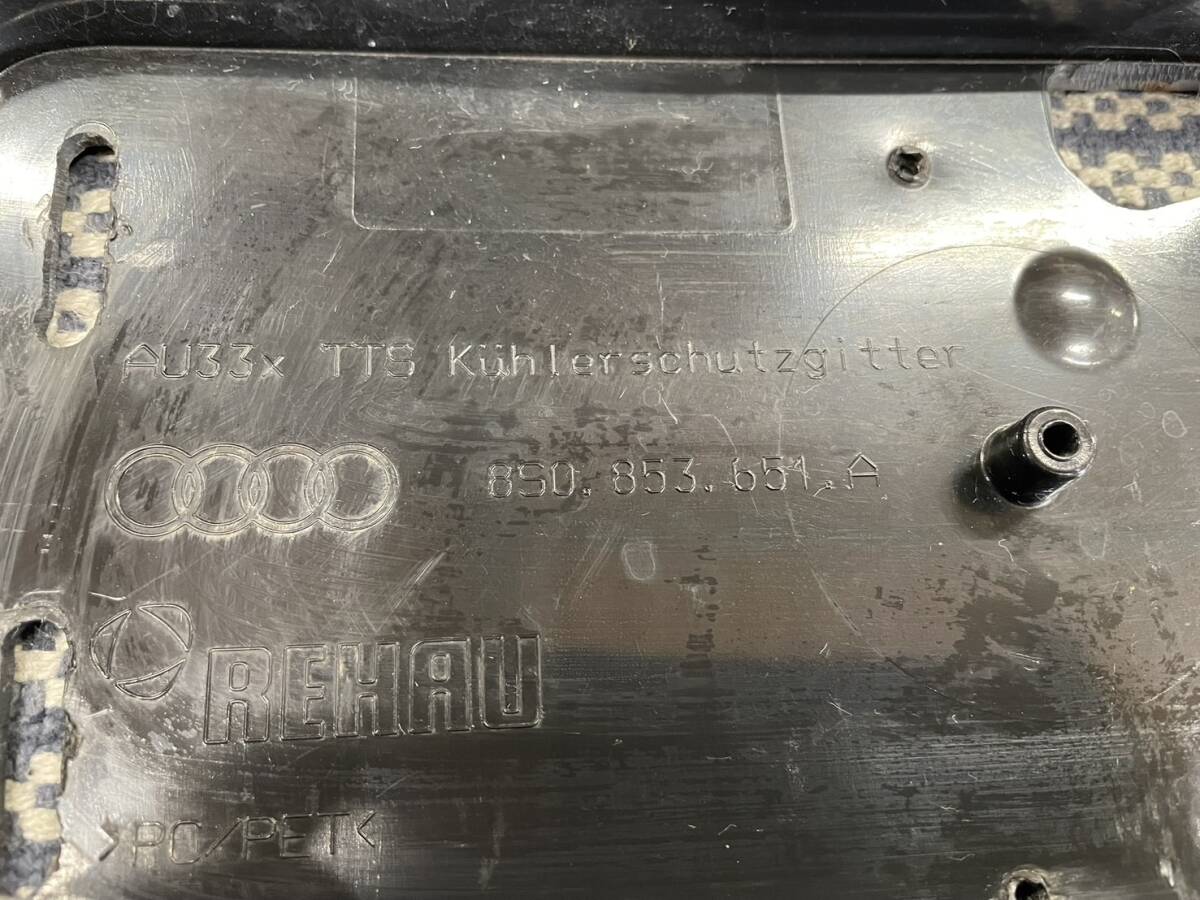 AU33x TTS Kühlerschutzgitter
8S0.853.651.A
REHAU
>PC/PET<